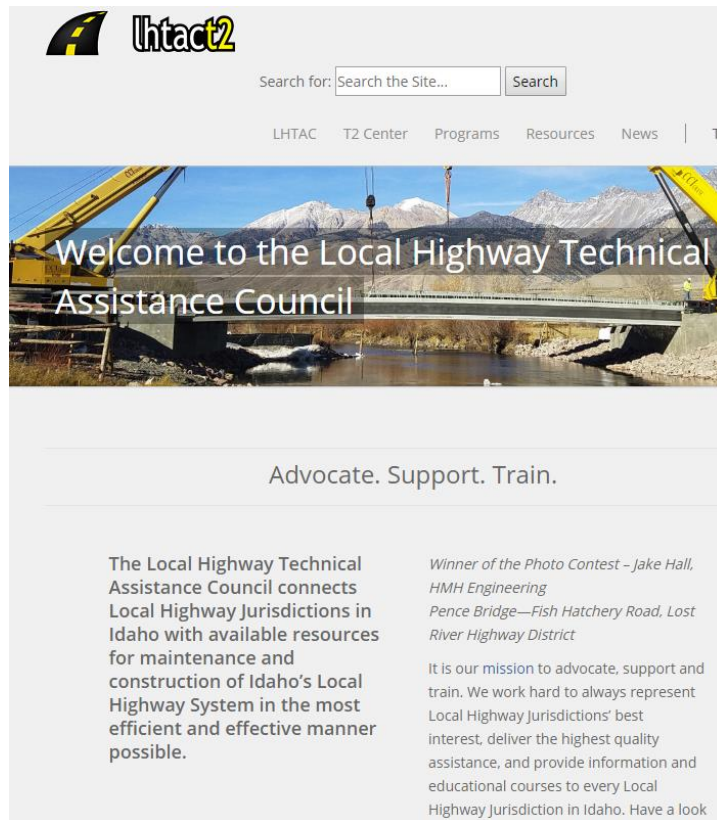 lhtact2
Search for: Search the Site... Search
LHTAC T2 Center Programs Resources News | T
Welcome to the Local Highway Technical
Assistance Council
Advocate. Support. Train.
The Local Highway Technical
Assistance Council connects
Local Highway Jurisdictions in
Idaho with available resources
for maintenance and
construction of Idaho's Local
Highway System in the most
efficient and effective manner
possible.
Winner of the Photo Contest – Jake Hall,
HMH Engineering
Pence Bridge—Fish Hatchery Road, Lost
River Highway District
It is our mission to advocate, support and
train. We work hard to always represent
Local Highway Jurisdictions' best
interest, deliver the highest quality
assistance, and provide information and
educational courses to every Local
Highway Jurisdiction in Idaho. Have a look